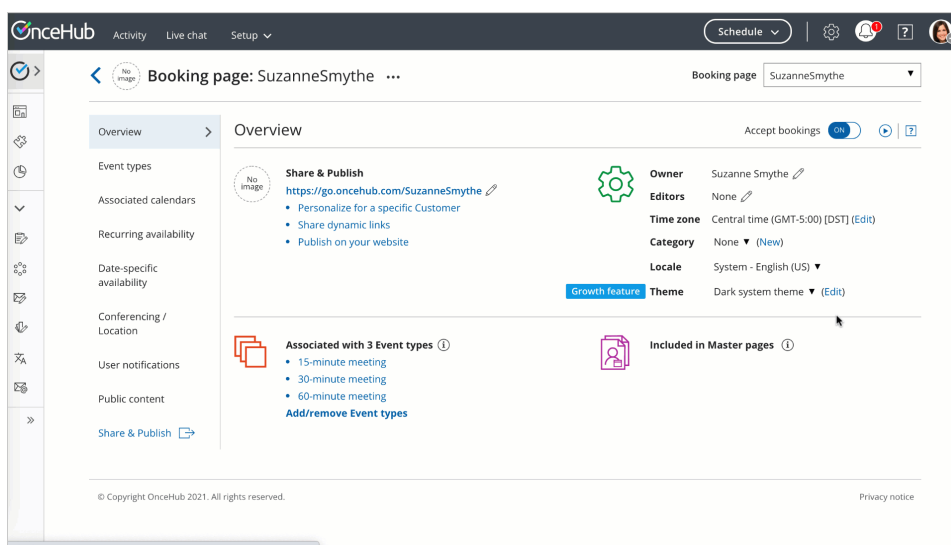 OnceHub Activity Live chat Setup Schedule 1 ?
No image Booking page: SuzanneSmythe ••• Booking page SuzanneSmythe
Overview
Event types
Associated calendars
Recurring availability
Date-specific
availability
Conferencing /
Location
User notifications
Public content
Share & Publish
Overview Accept bookings ON ?
No
image
Share & Publish
https://go.oncehub.com/SuzanneSmythe
• Personalize for a specific Customer
• Share dynamic links
• Publish on your website
Owner Suzanne Smythe
Editors None
Time zone Central time (GMT-5:00) [DST] (Edit)
Category None (New)
Locale System - English (US)
Growth feature Theme Dark system theme (Edit)
Associated with 3 Event types i
• 15-minute meeting
• 30-minute meeting
• 60-minute meeting
Add/remove Event types
Included in Master pages i
© Copyright OnceHub 2021. All rights reserved. Privacy notice